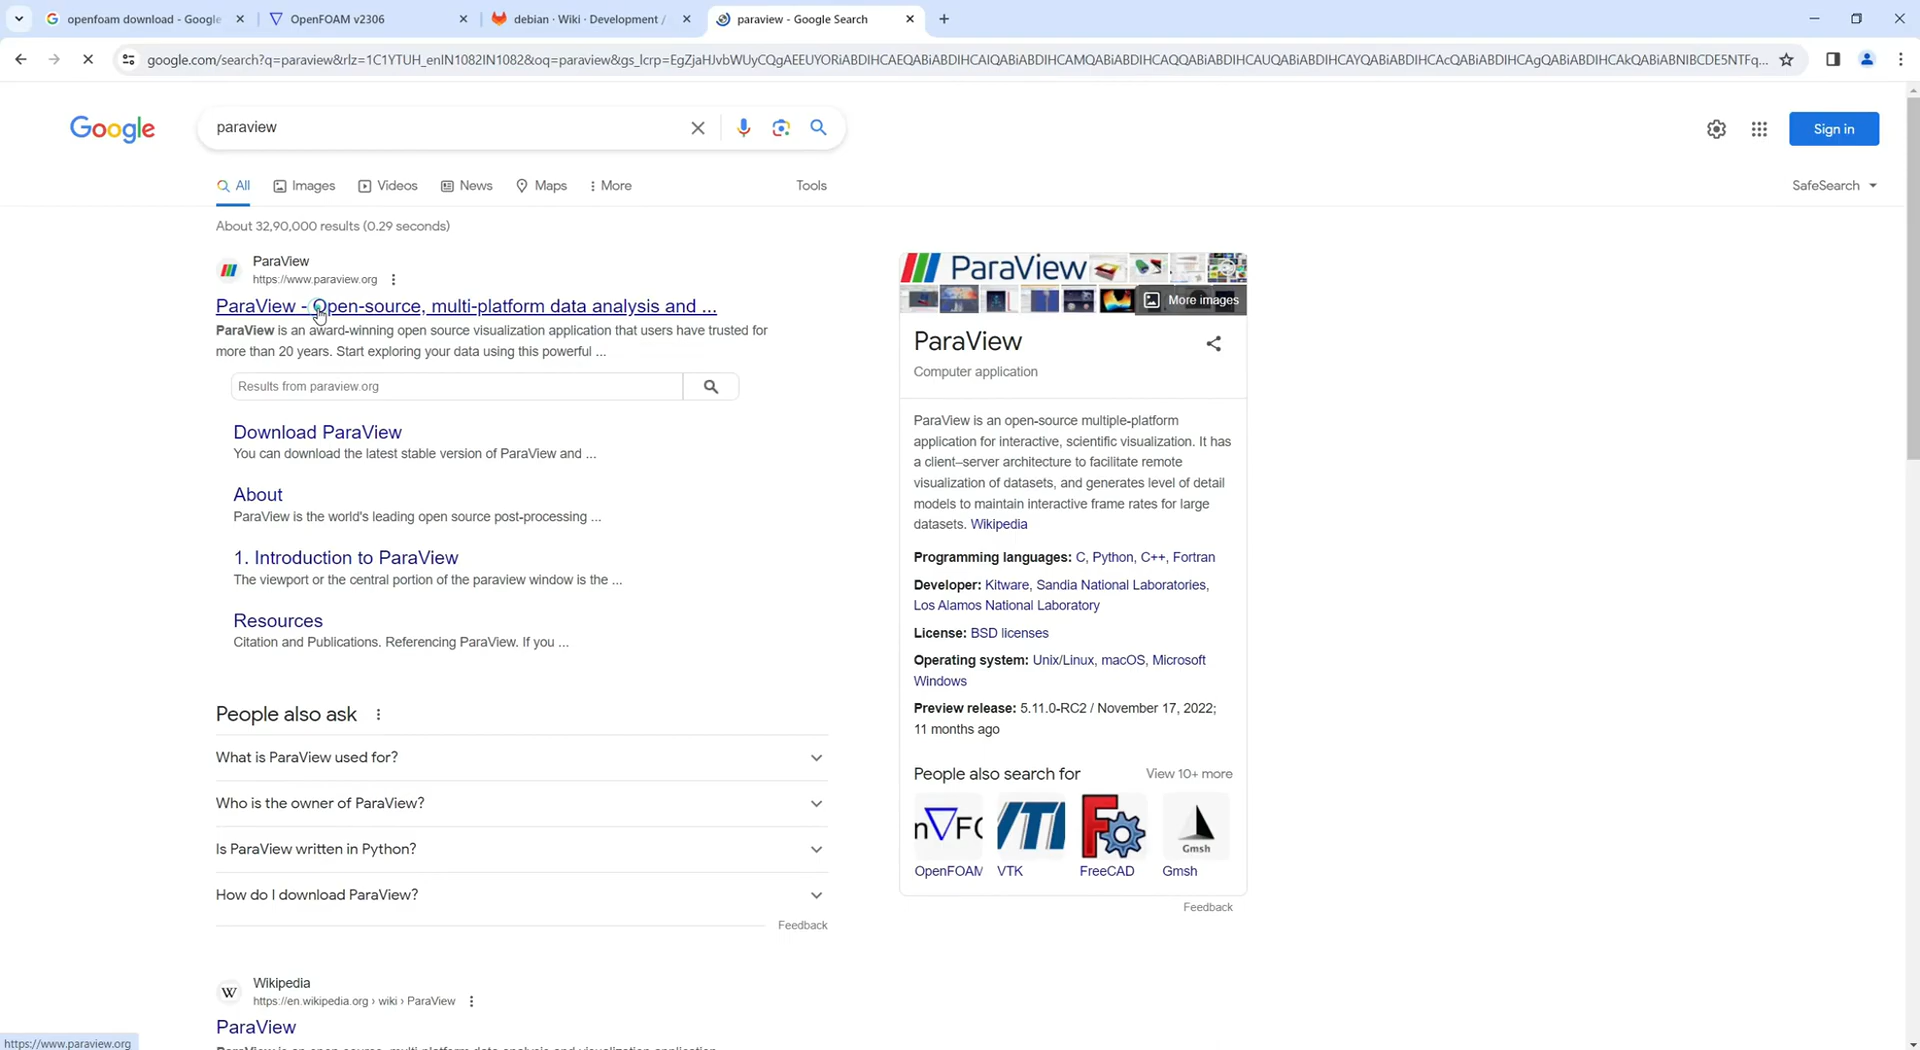 openfoam download - Google
OpenFOAM v2306
debian · Wiki · Development /
paraview - Google Search
google.com/search?q=paraview&rlz=1C1YTUH_enIN1082IN1082&oq=paraview&gs_lcrp=EgZjaHJvbWUyCQgAEEUYORiABDIHCAEQABiABDIHCAIQABiABDIHCAMQABiABDIHCAQQABiABDIHCAUQABiABDIHCAYQABiABDIHCAcQABiABDIHCAgQABiABDIHCAkQABiABNIBCDE5NTFq...
Google
paraview
Sign in
All
Images
Videos
News
Maps
More
Tools
SafeSearch
About 32,90,000 results (0.29 seconds)
ParaView
https://www.paraview.org
ParaView - Open-source, multi-platform data analysis and ...
ParaView is an award-winning open source visualization application that users have trusted for
more than 20 years. Start exploring your data using this powerful ...
Results from paraview.org
Download ParaView
You can download the latest stable version of ParaView and ...
About
ParaView is the world's leading open source post-processing ...
1. Introduction to ParaView
The viewport or the central portion of the paraview window is the ...
Resources
Citation and Publications. Referencing ParaView. If you ...
People also ask
What is ParaView used for?
Who is the owner of ParaView?
Is ParaView written in Python?
How do I download ParaView?
Feedback
Wikipedia
https://en.wikipedia.org › wiki › ParaView
ParaView
https://www.paraview.org
ParaView
More images
ParaView
Computer application
ParaView is an open-source multiple-platform
application for interactive, scientific visualization. It has
a client–server architecture to facilitate remote
visualization of datasets, and generates level of detail
models to maintain interactive frame rates for large
datasets. Wikipedia
Programming languages: C, Python, C++, Fortran
Developer: Kitware, Sandia National Laboratories,
Los Alamos National Laboratory
License: BSD licenses
Operating system: Unix/Linux, macOS, Microsoft
Windows
Preview release: 5.11.0-RC2 / November 17, 2022;
11 months ago
People also search for
View 10+ more
Gmsh
OpenFOAM
VTK
FreeCAD
Gmsh
Feedback